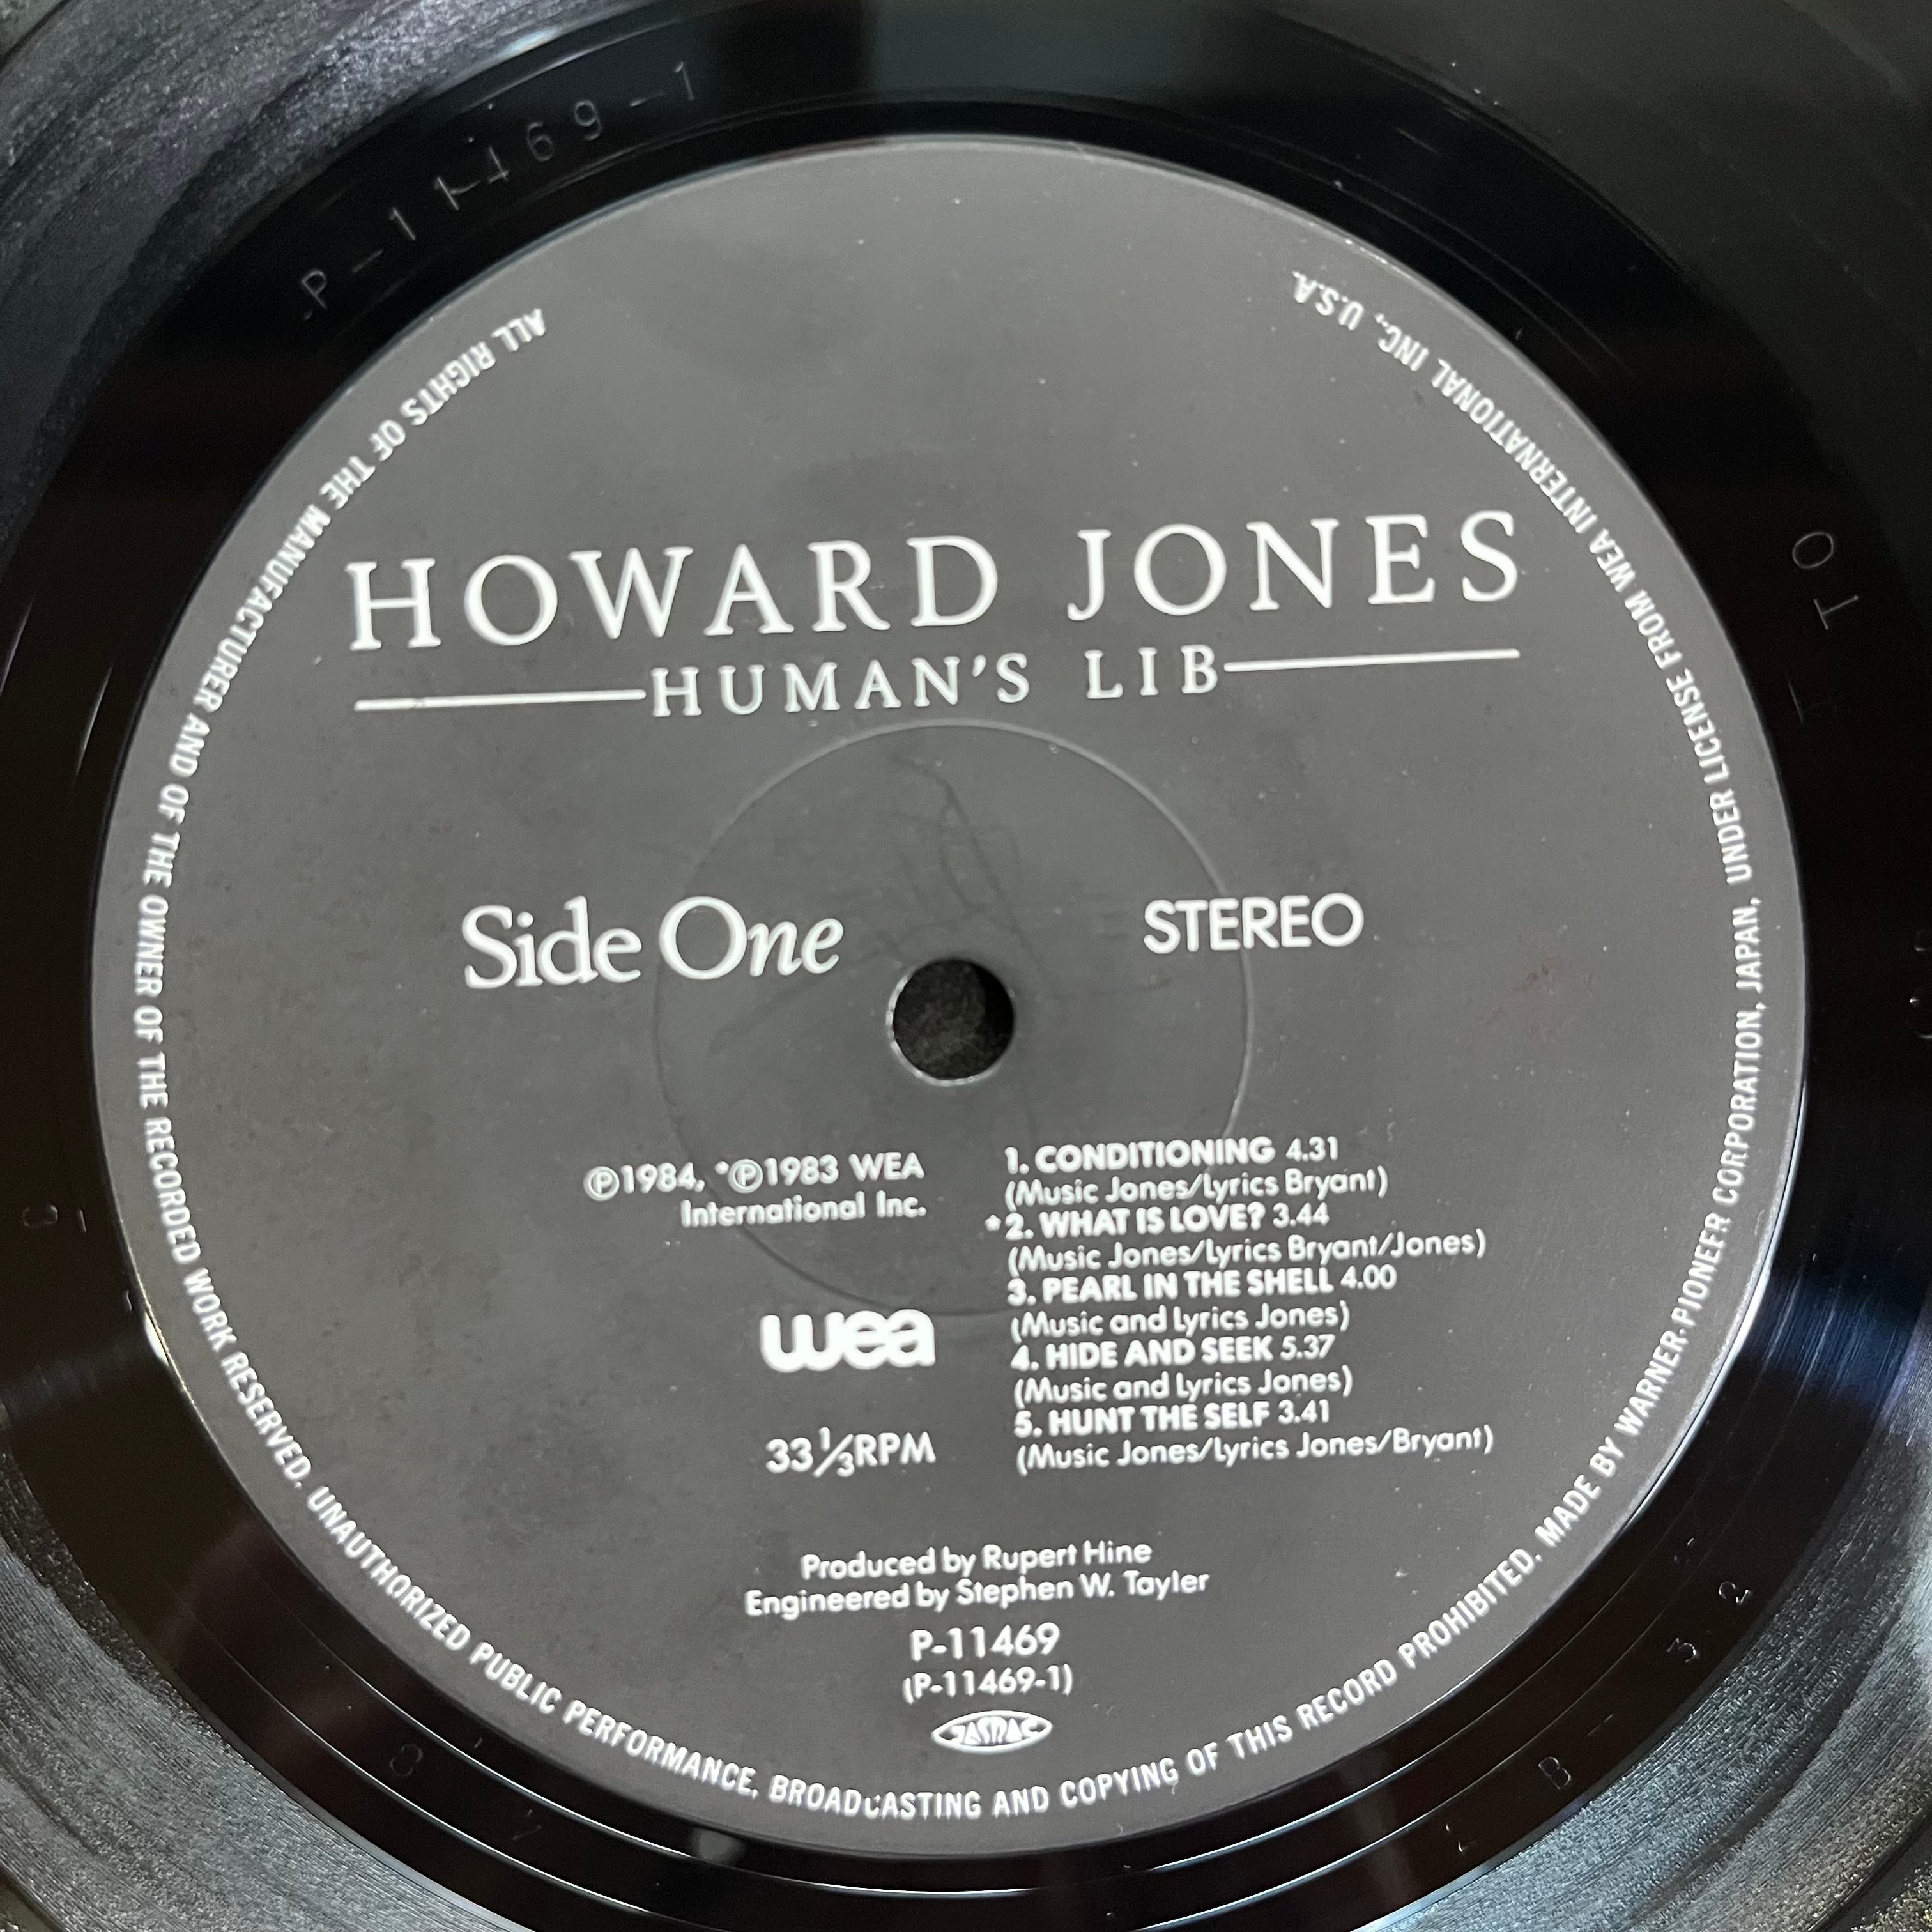 P-11469-1
HOWARD JONES
HUMAN'S LIB
Side One
STEREO
℗1984, *℗1983 WEA
International Inc.
wea
33⅓RPM
1. CONDITIONING 4.31
(Music Jones/Lyrics Bryant)
*2. WHAT IS LOVE? 3.44
(Music Jones/Lyrics Bryant/Jones)
3. PEARL IN THE SHELL 4.00
(Music and Lyrics Jones)
4. HIDE AND SEEK 5.37
(Music and Lyrics Jones)
5. HUNT THE SELF 3.41
(Music Jones/Lyrics Jones/Bryant)
Produced by Rupert Hine
Engineered by Stephen W. Tayler
P-11469
(P-11469-1)
JASRAC
ALL RIGHTS OF THE MANUFACTURER AND OF THE OWNER OF THE RECORDED WORK RESERVED. UNAUTHORIZED PUBLIC PERFORMANCE, BROADCASTING AND COPYING OF THIS RECORD PROHIBITED. MADE BY WARNER-PIONEER CORPORATION, JAPAN, UNDER LICENSE FROM WEA INTERNATIONAL INC., U.S.A.